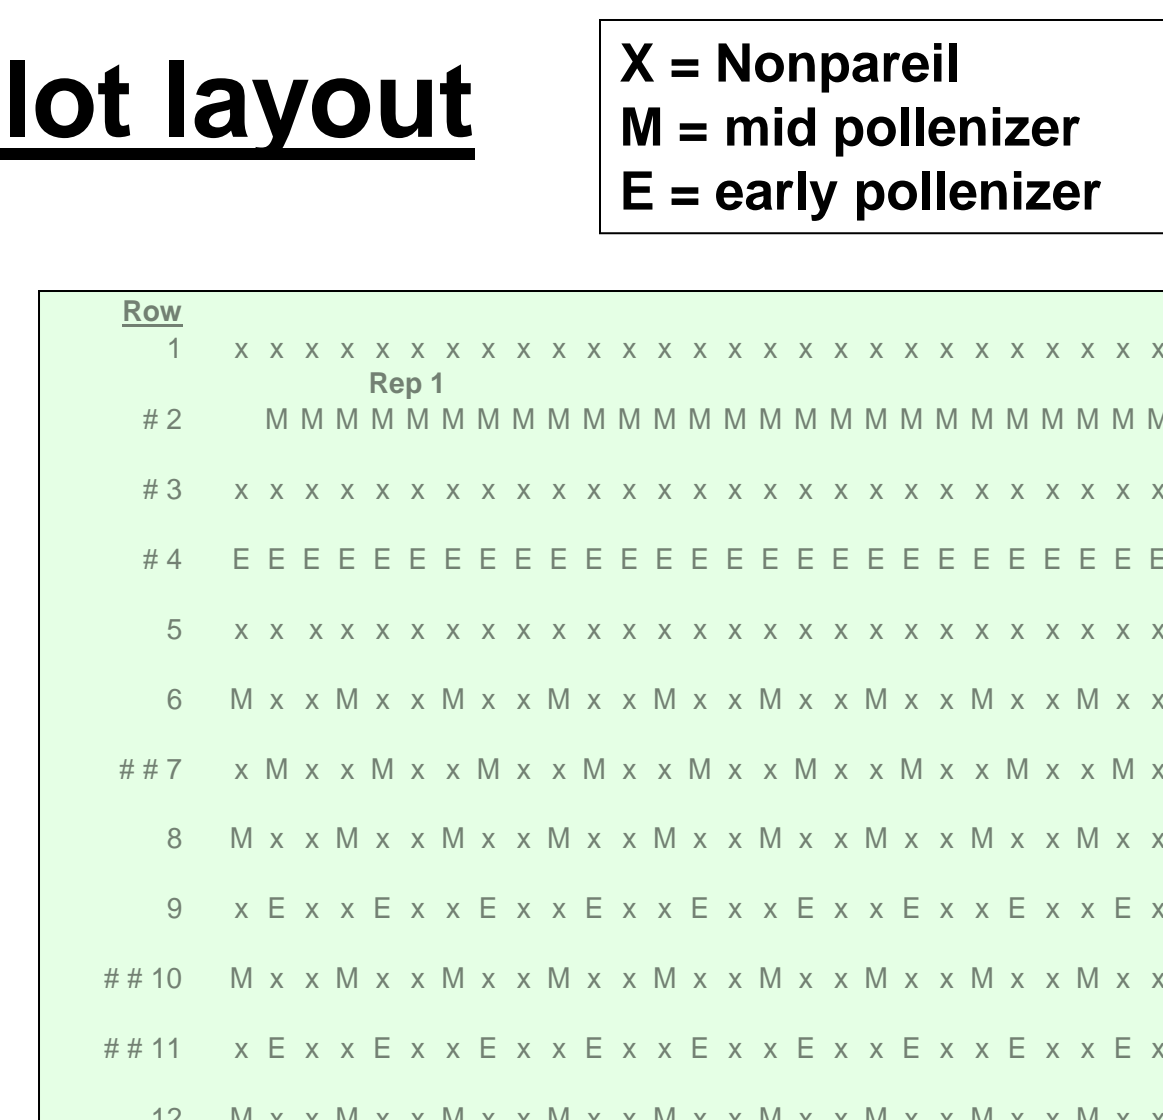 lot layout
X = Nonpareil
M = mid pollenizer
E = early pollenizer
Row
1 x x x x x x x x x x x x x x x x x x x x x x x x x x x
Rep 1
# 2 M M M M M M M M M M M M M M M M M M M M M M M M M M
# 3 x x x x x x x x x x x x x x x x x x x x x x x x x x x
# 4 E E E E E E E E E E E E E E E E E E E E E E E E E E E
5 x x x x x x x x x x x x x x x x x x x x x x x x x x x
6 M x x M x x M x x M x x M x x M x x M x x M x x M x x
# # 7 x M x x M x x M x x M x x M x x M x x M x x M x x M x
8 M x x M x x M x x M x x M x x M x x M x x M x x M x x
9 x E x x E x x E x x E x x E x x E x x E x x E x x E x
# # 10 M x x M x x M x x M x x M x x M x x M x x M x x M x x
# # 11 x E x x E x x E x x E x x E x x E x x E x x E x x E x
12 M x x M x x M x x M x x M x x M x x M x x M x x M x x